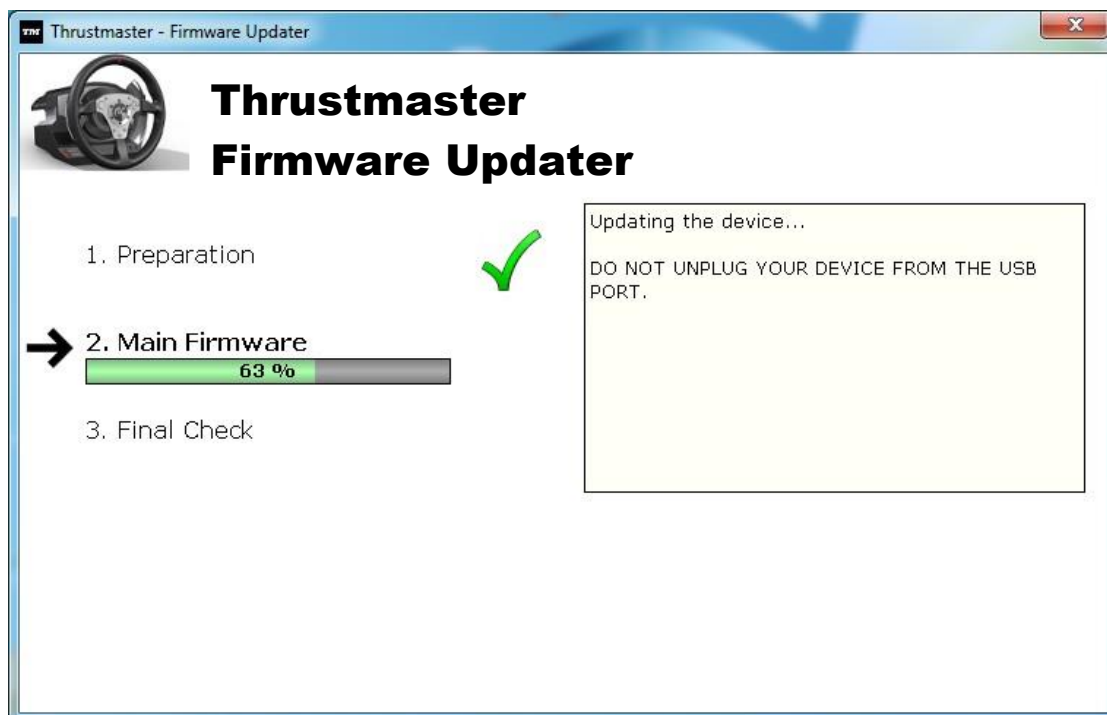 TM Thrustmaster - Firmware Updater
X
Thrustmaster
Firmware Updater
1. Preparation
Updating the device...
DO NOT UNPLUG YOUR DEVICE FROM THE USB
PORT.
2. Main Firmware
63 %
3. Final Check